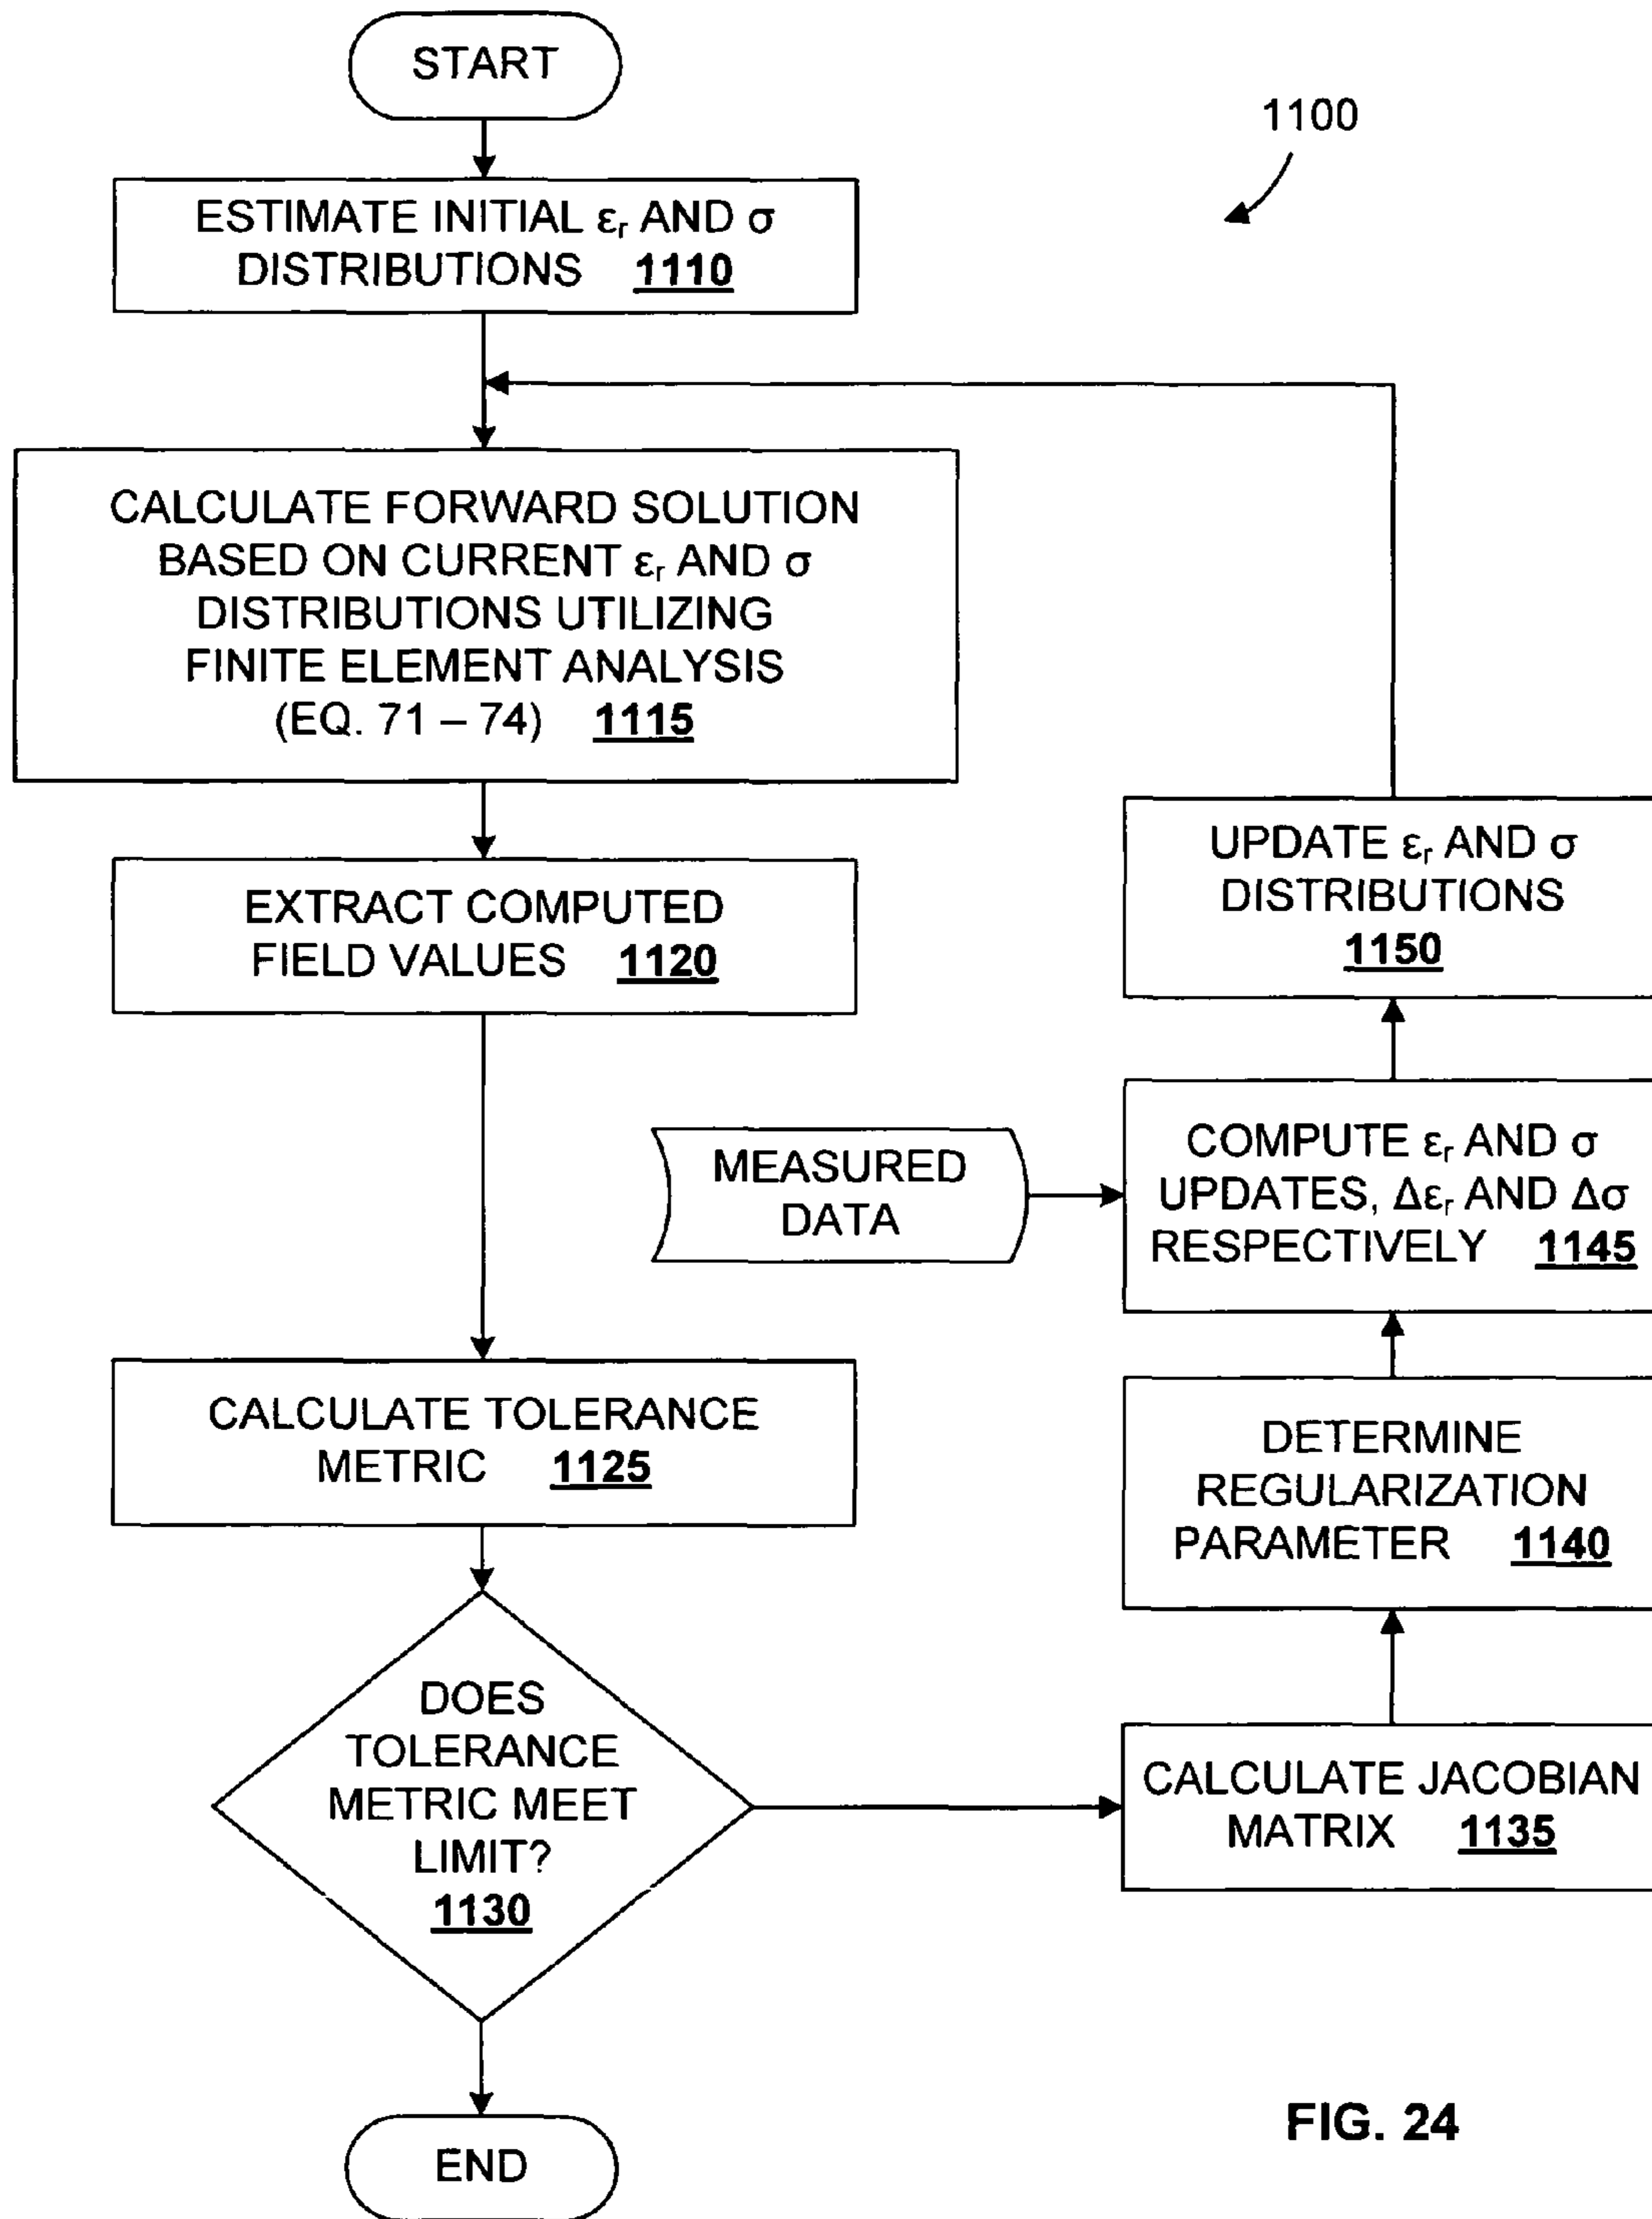 START
1100
ESTIMATE INITIAL εr AND σ
DISTRIBUTIONS 1110
CALCULATE FORWARD SOLUTION
BASED ON CURRENT εr AND σ
DISTRIBUTIONS UTILIZING
FINITE ELEMENT ANALYSIS
(EQ. 71 – 74) 1115
EXTRACT COMPUTED
FIELD VALUES 1120
CALCULATE TOLERANCE
METRIC 1125
DOES
TOLERANCE
METRIC MEET
LIMIT?
1130
END
CALCULATE JACOBIAN
MATRIX 1135
DETERMINE
REGULARIZATION
PARAMETER 1140
MEASURED
DATA
COMPUTE εr AND σ
UPDATES, Δεr AND Δσ
RESPECTIVELY 1145
UPDATE εr AND σ
DISTRIBUTIONS
1150
FIG. 24